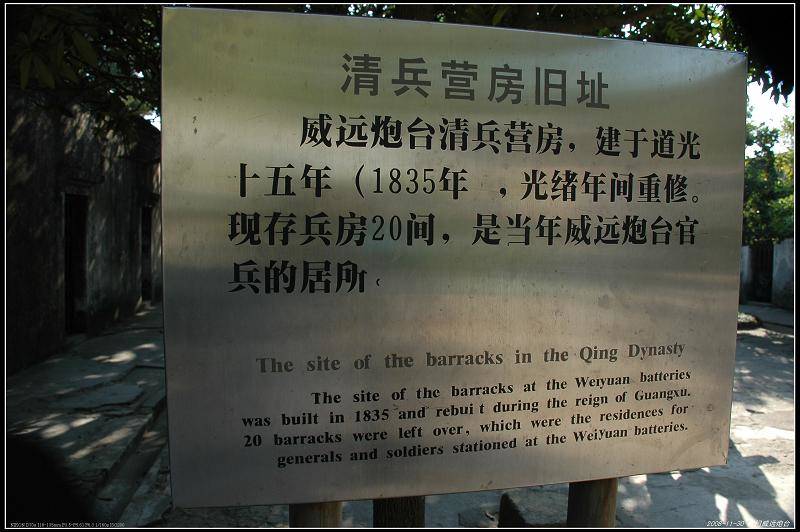 清兵营房旧址
威远炮台清兵营房，建于道光
十五年（1835年 ，光绪年间重修。
现存兵房20间，是当年威远炮台官
兵的居所
The site of the barracks in the Qing Dynasty
The site of the barracks at the Weiyuan batteries
was built in 1835 and rebui t during the reign of Guangxu.
20 barracks were left over, which were the residences for
generals and soldiers stationed at the Weiyuan batteries.